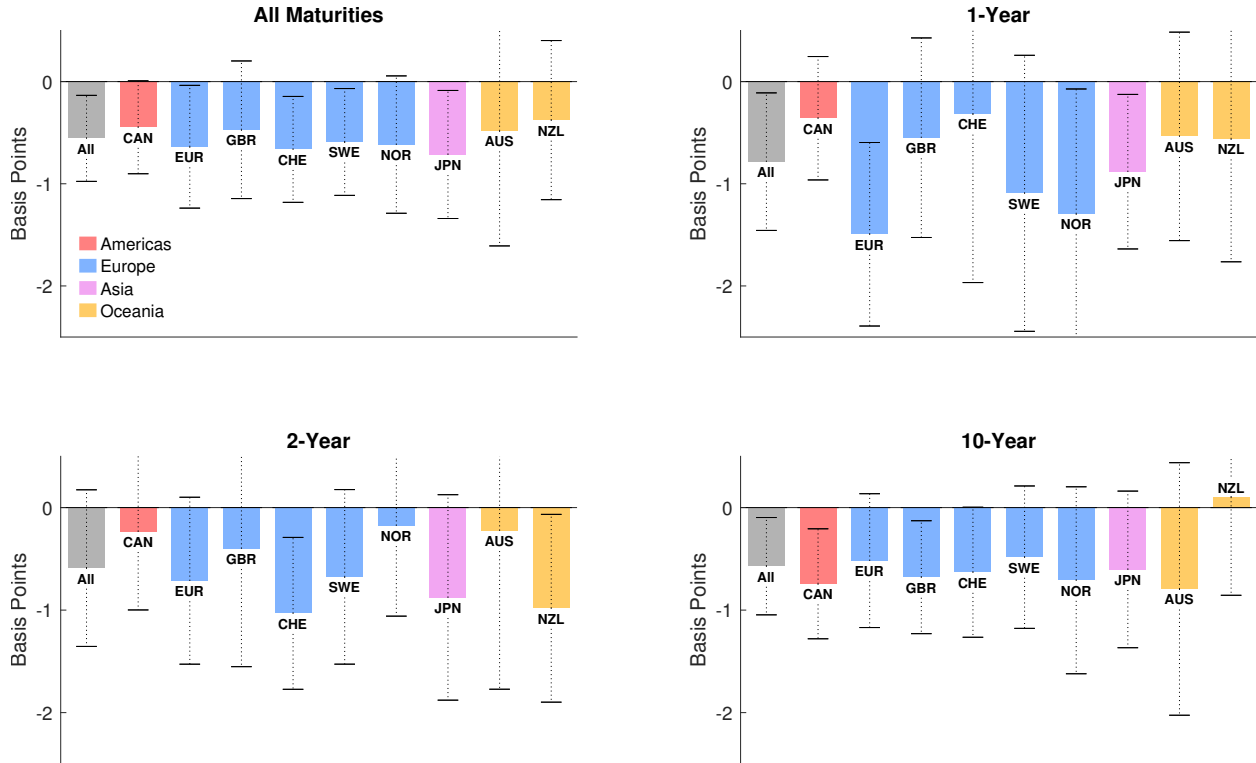 All Maturities
Basis Points
0
-1
-2
All
CAN
EUR
GBR
CHE
SWE
NOR
JPN
AUS
NZL
Americas
Europe
Asia
Oceania
1-Year
Basis Points
0
-1
-2
All
CAN
EUR
GBR
CHE
SWE
NOR
JPN
AUS
NZL
2-Year
Basis Points
0
-1
-2
All
CAN
EUR
GBR
CHE
SWE
NOR
JPN
AUS
NZL
10-Year
Basis Points
0
-1
-2
All
CAN
EUR
GBR
CHE
SWE
NOR
JPN
AUS
NZL